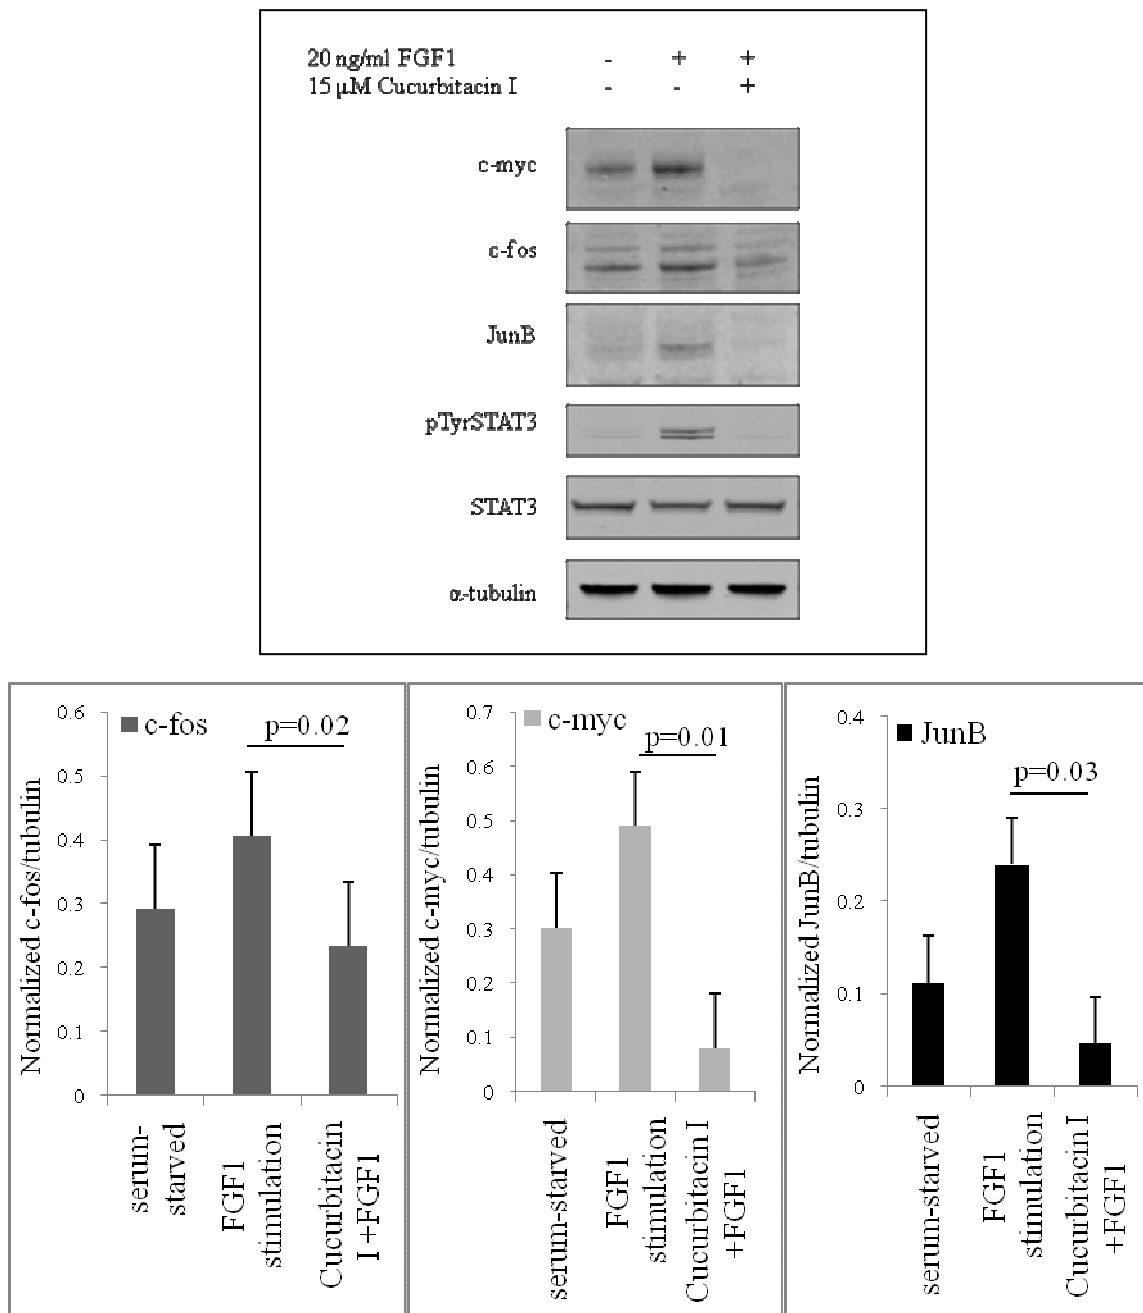 20 ng/ml FGF1 - + +
15 µM Cucurbitacin I - - +
c-myc
c-fos
JunB
pTyrSTAT3
STAT3
α-tubulin
Normalized c-fos/tubulin
0.6
0.5
0.4
0.3
0.2
0.1
0
c-fos
p=0.02
serum-
starved
FGF1
stimulation
Cucurbitacin
I+FGF1
Normalized c-myc/tubulin
0.7
0.6
0.5
0.4
0.3
0.2
0.1
0
c-myc
p=0.01
serum-starved
FGF1
stimulation
Cucurbitacin I
+FGF1
Normalized JunB/tubulin
0.4
0.3
0.2
0.1
0
JunB
p=0.03
serum-starved
FGF1
stimulation
Cucurbitacin I
+FGF1